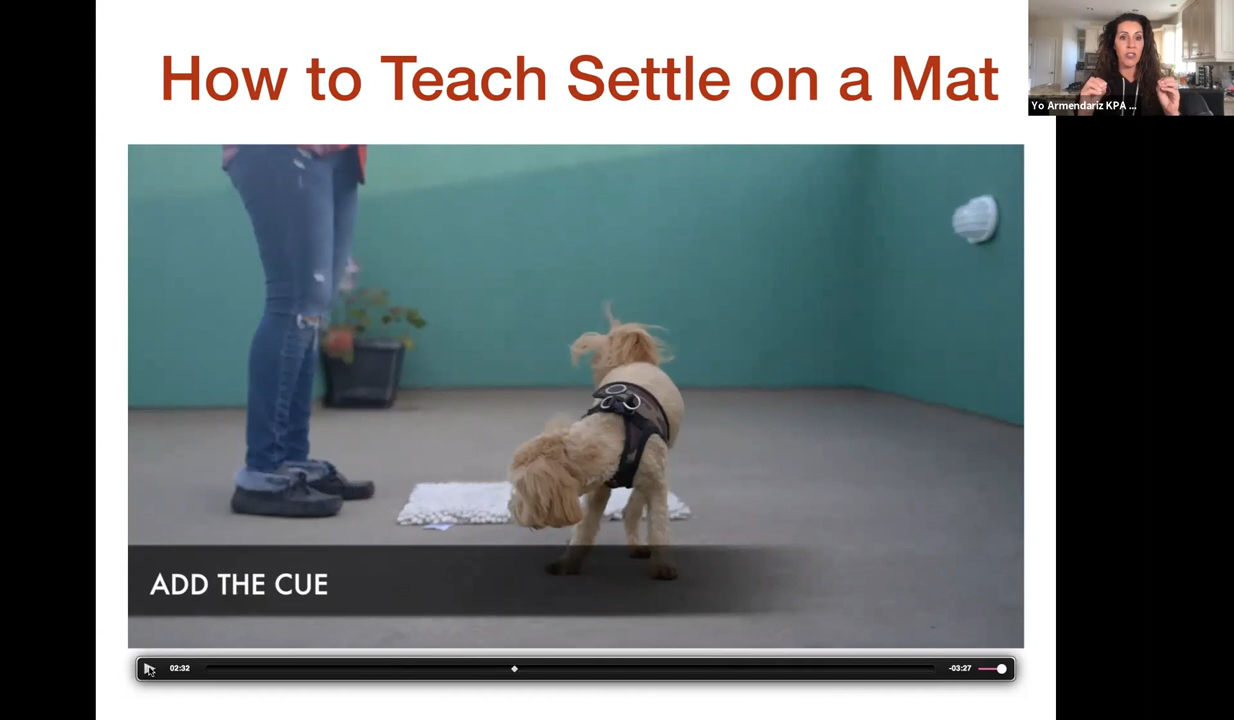 How to Teach Settle on a Mat
Yo Armendariz KPA ...
ADD THE CUE
02:32
-03:27